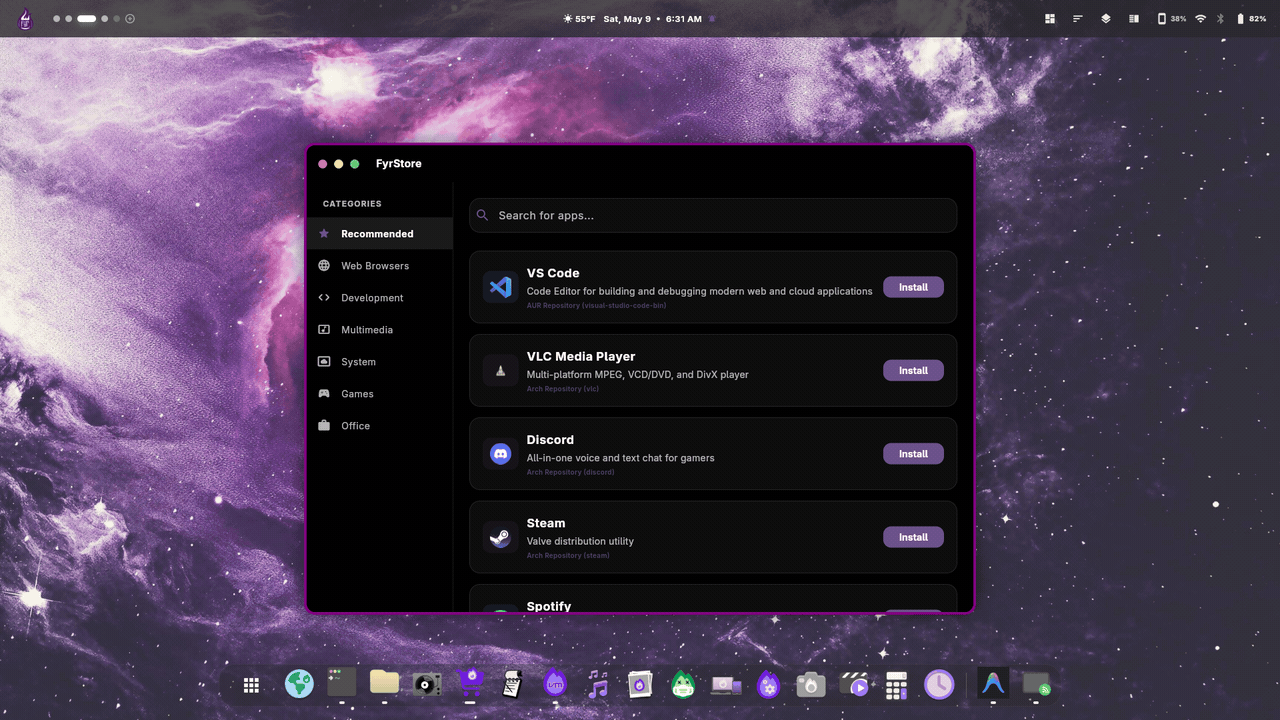 55°F Sat, May 9 • 6:31 AM
38%
82%
FyrStore
CATEGORIES
Recommended
Web Browsers
Development
Multimedia
System
Games
Office
Search for apps...
VS Code
Code Editor for building and debugging modern web and cloud applications
AUR Repository (visual-studio-code-bin)
Install
VLC Media Player
Multi-platform MPEG, VCD/DVD, and DivX player
Arch Repository (vlc)
Install
Discord
All-in-one voice and text chat for gamers
Arch Repository (discord)
Install
Steam
Valve distribution utility
Arch Repository (steam)
Install
Spotify